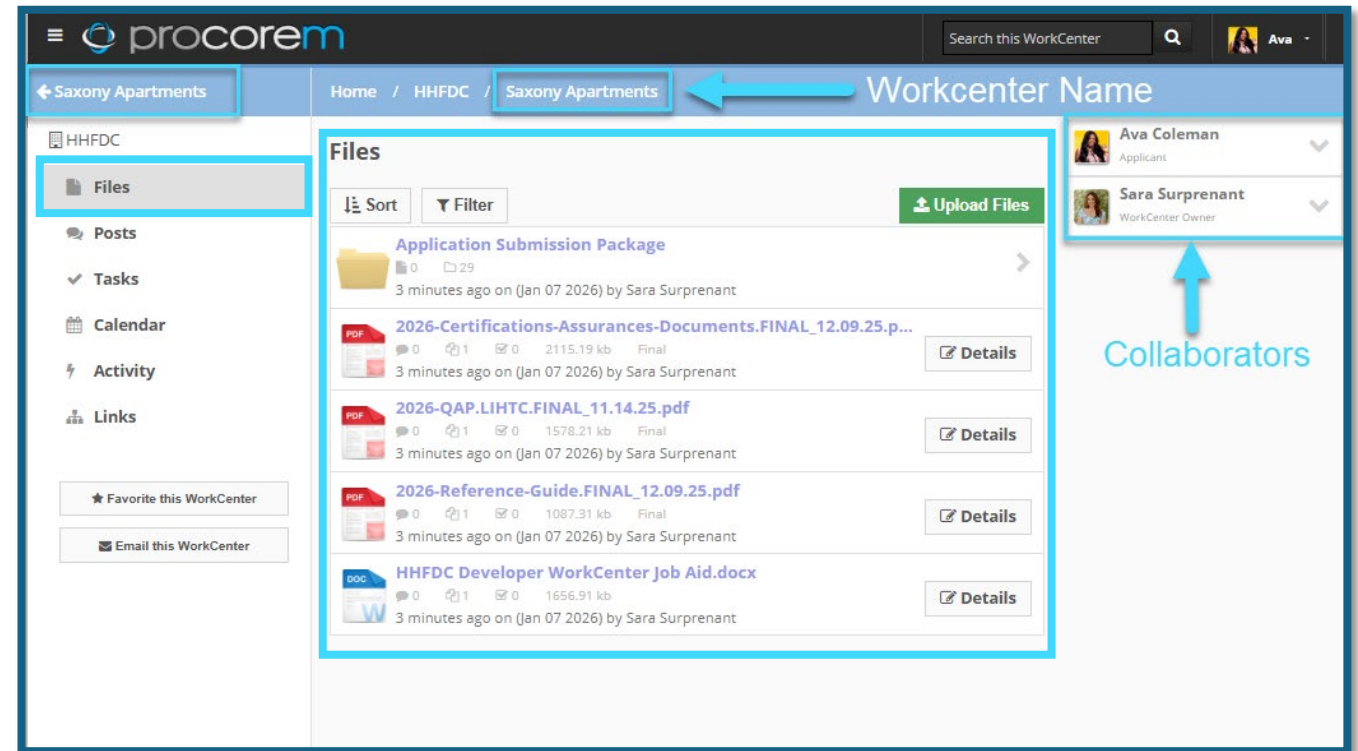 procorem
Search this WorkCenter
Ava
Saxony Apartments
Home / HHFDC / Saxony Apartments
Workcenter Name
HHFDC
Files
Posts
Tasks
Calendar
Activity
Links
Favorite this WorkCenter
Email this WorkCenter
Files
Sort
Filter
Upload Files
Application Submission Package
0 29
3 minutes ago on (Jan 07 2026) by Sara Surprenant
PDF
2026-Certifications-Assurances-Documents.FINAL_12.09.25.p...
0 1 0 2115.19 kb Final
3 minutes ago on (Jan 07 2026) by Sara Surprenant
Details
PDF
2026-QAP.LIHTC.FINAL_11.14.25.pdf
0 1 0 1578.21 kb Final
3 minutes ago on (Jan 07 2026) by Sara Surprenant
Details
PDF
2026-Reference-Guide.FINAL_12.09.25.pdf
0 1 0 1087.31 kb Final
3 minutes ago on (Jan 07 2026) by Sara Surprenant
Details
DOC
W
HHFDC Developer WorkCenter Job Aid.docx
0 1 0 1656.91 kb
3 minutes ago on (Jan 07 2026) by Sara Surprenant
Details
Ava Coleman
Applicant
Sara Surprenant
WorkCenter Owner
Collaborators